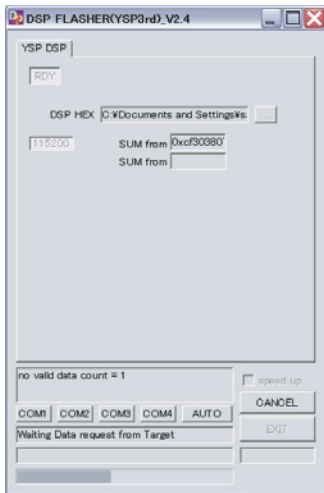 DSP FLASHER(YSP3rd)_V2.4
YSP DSP
RDY
DSP HEX C:¥Documents and Settings¥s ...
115200 SUM from 0xcf30380
SUM from
no valid data count = 1
speed up
COM1 COM2 COM3 COM4 AUTO
CANCEL
Waiting Data request from Target
EXIT